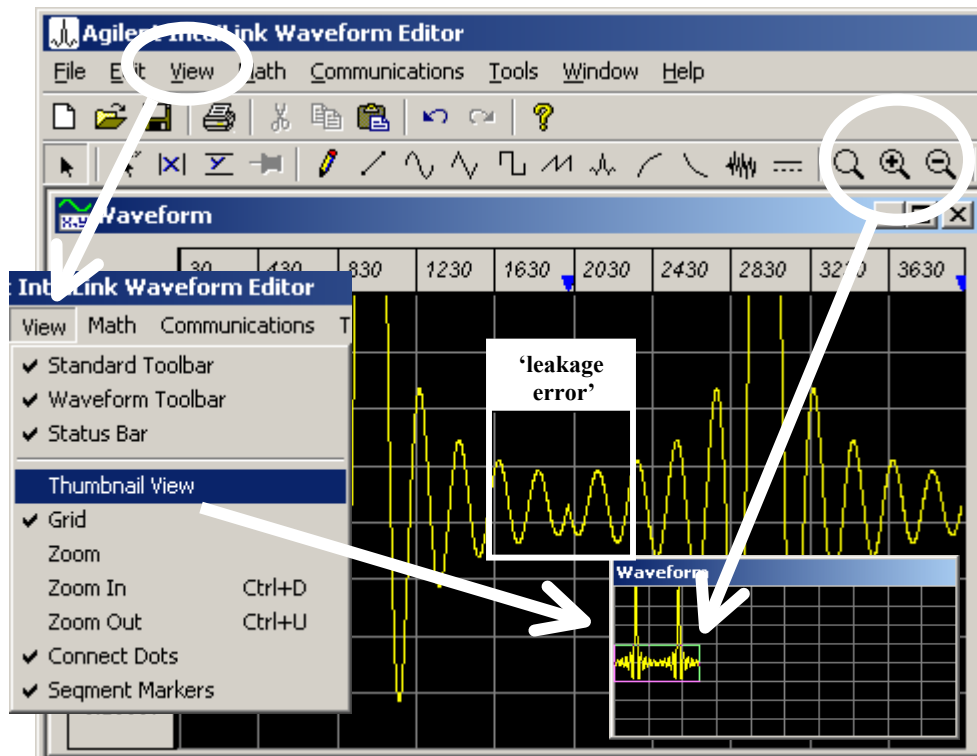 Agilent IntuiLink Waveform Editor
File Edit View Math Communications Tools Window Help
Waveform
30 430 830 1230 1630 2030 2430 2830 3630
IntuiLink Waveform Editor
View Math Communications T
Standard Toolbar
Waveform Toolbar
Status Bar
Thumbnail View
Grid
Zoom
Zoom In Ctrl+D
Zoom Out Ctrl+U
Connect Dots
Segment Markers
‘leakage
error’
Waveform